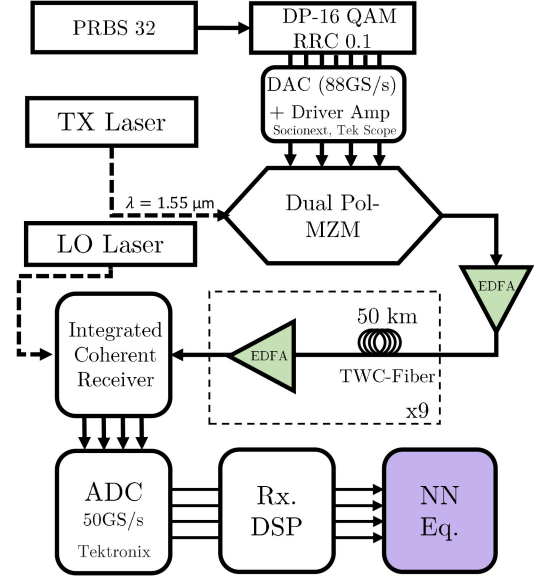 PRBS 32
DP-16 QAM
RRC 0.1
DAC (88GS/s)
+ Driver Amp
Socionext, Tek Scope
TX Laser
λ = 1.55 µm
Dual Pol-
MZM
LO Laser
EDFA
Integrated
Coherent
Receiver
EDFA
50 km
TWC-Fiber
x9
ADC
50GS/s
Tektronix
Rx.
DSP
NN
Eq.